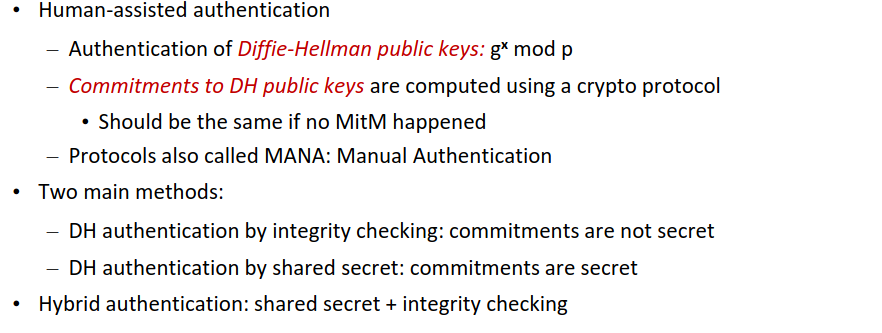 • Human-assisted authentication
– Authentication of Diffie-Hellman public keys: gˣ mod p
– Commitments to DH public keys are computed using a crypto protocol
• Should be the same if no MitM happened
– Protocols also called MANA: Manual Authentication
• Two main methods:
– DH authentication by integrity checking: commitments are not secret
– DH authentication by shared secret: commitments are secret
• Hybrid authentication: shared secret + integrity checking